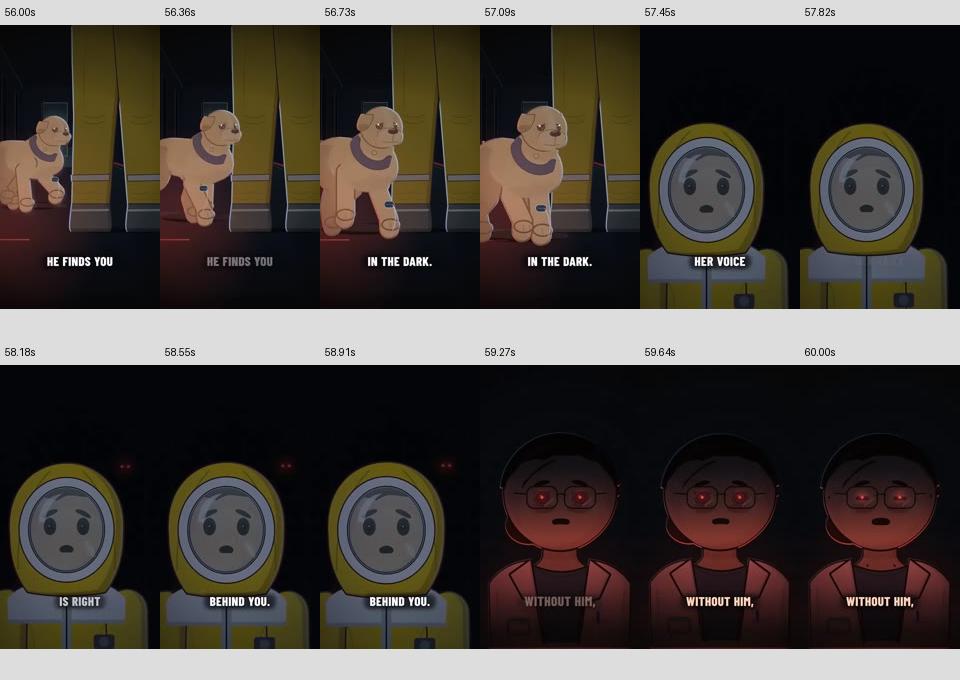 56.00s 56.36s 56.73s 57.09s 57.45s 57.82s
HE FINDS YOU HE FINDS YOU IN THE DARK. IN THE DARK. HER VOICE
58.18s 58.55s 58.91s 59.27s 59.64s 60.00s
IS RIGHT BEHIND YOU. BEHIND YOU. WITHOUT HIM, WITHOUT HIM, WITHOUT HIM,